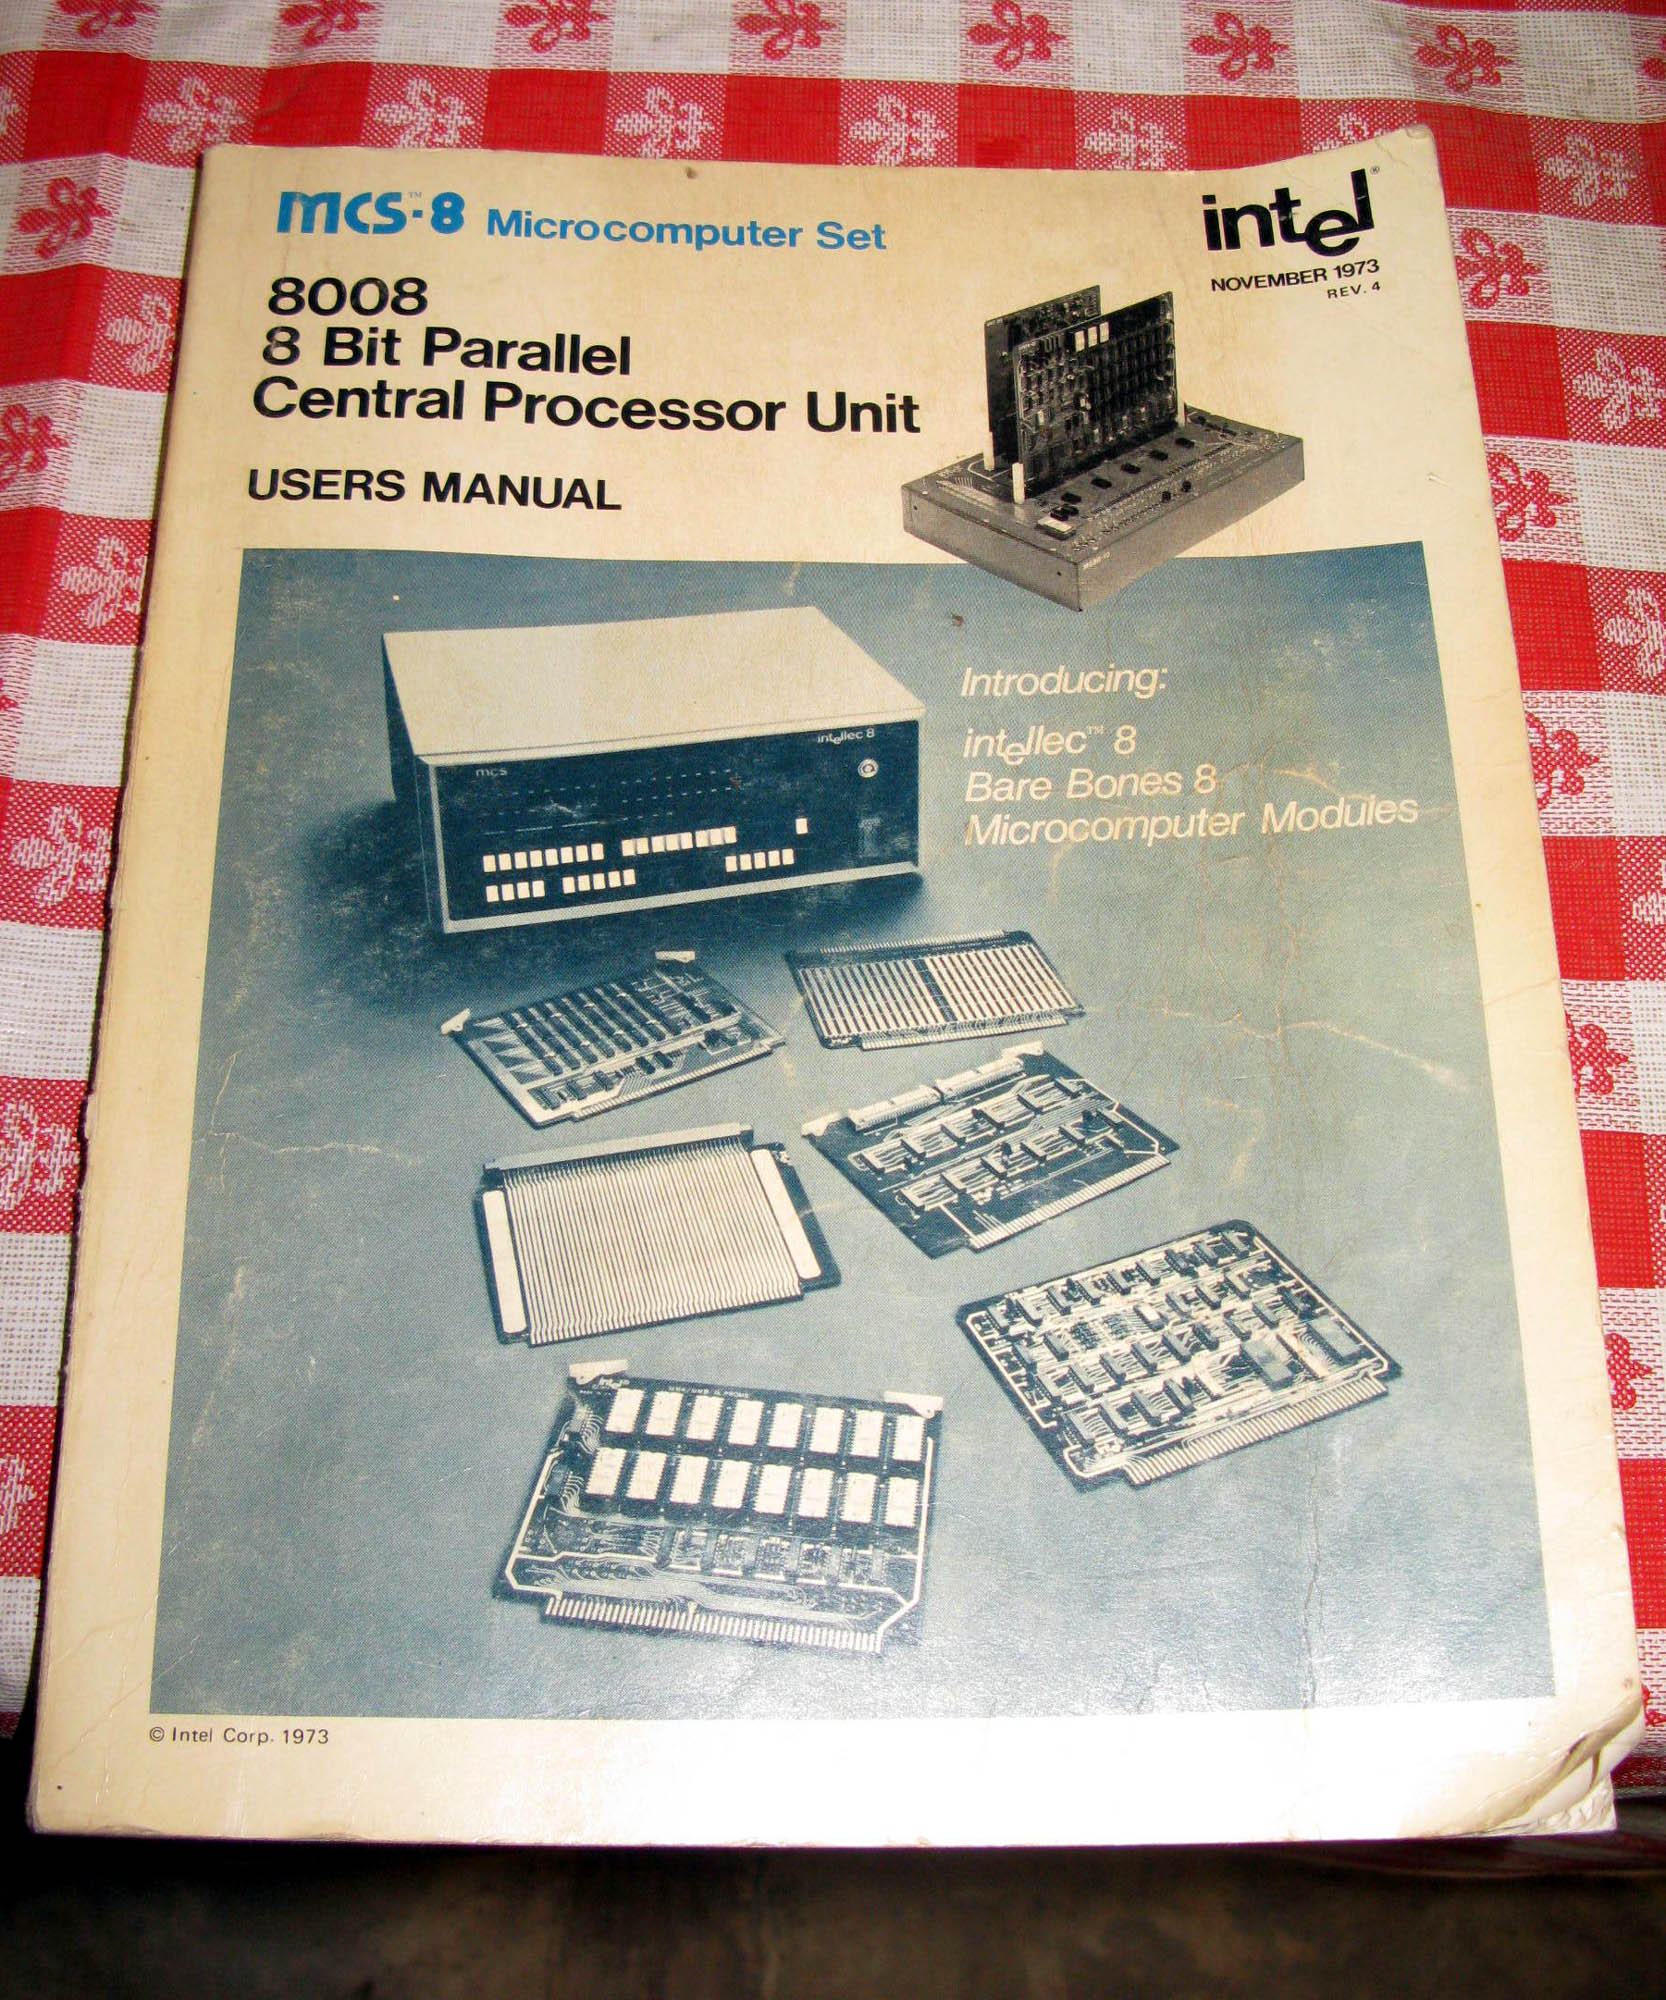 mcs™-8 Microcomputer Set
intel®
NOVEMBER 1973
REV. 4
8008
8 Bit Parallel
Central Processor Unit
USERS MANUAL
Introducing:
intellec™ 8
Bare Bones 8
Microcomputer Modules
intellec 8
mcs
© Intel Corp. 1973